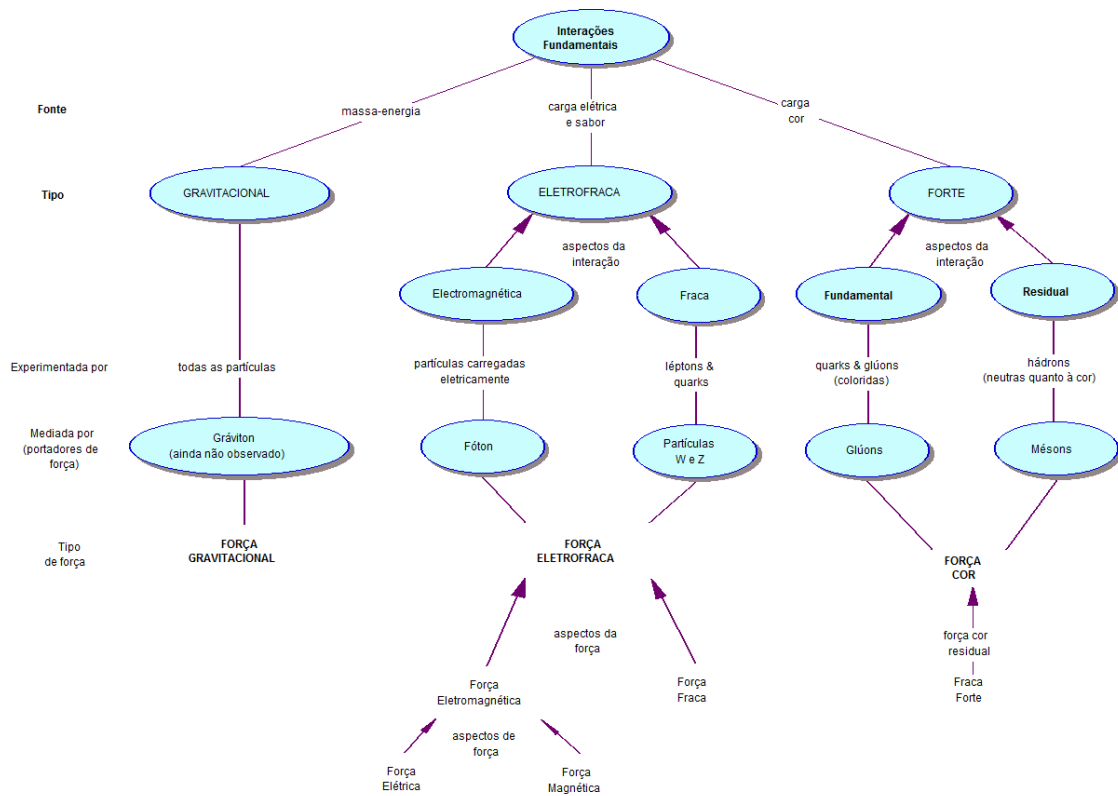 Interações
Fundamentais
Fonte
massa-energia
carga elétrica
e sabor
carga
cor
Tipo
GRAVITACIONAL
ELETROFRACA
FORTE
aspectos da
interação
aspectos da
interação
Electromagnética
Fraca
Fundamental
Residual
Experimentada por
todas as partículas
partículas carregadas
eletricamente
léptons &
quarks
quarks & glúons
(coloridas)
hádrons
(neutras quanto à cor)
Mediada por
(portadores de
força)
Gráviton
(ainda não observado)
Fóton
Partículas
W e Z
Glúons
Mésons
Tipo
de força
FORÇA
GRAVITACIONAL
FORÇA
ELETROFRACA
FORÇA
COR
aspectos da
força
força cor
residual
Força
Eletromagnética
Força
Fraca
Fraca
Forte
aspectos de
força
Força
Elétrica
Força
Magnética